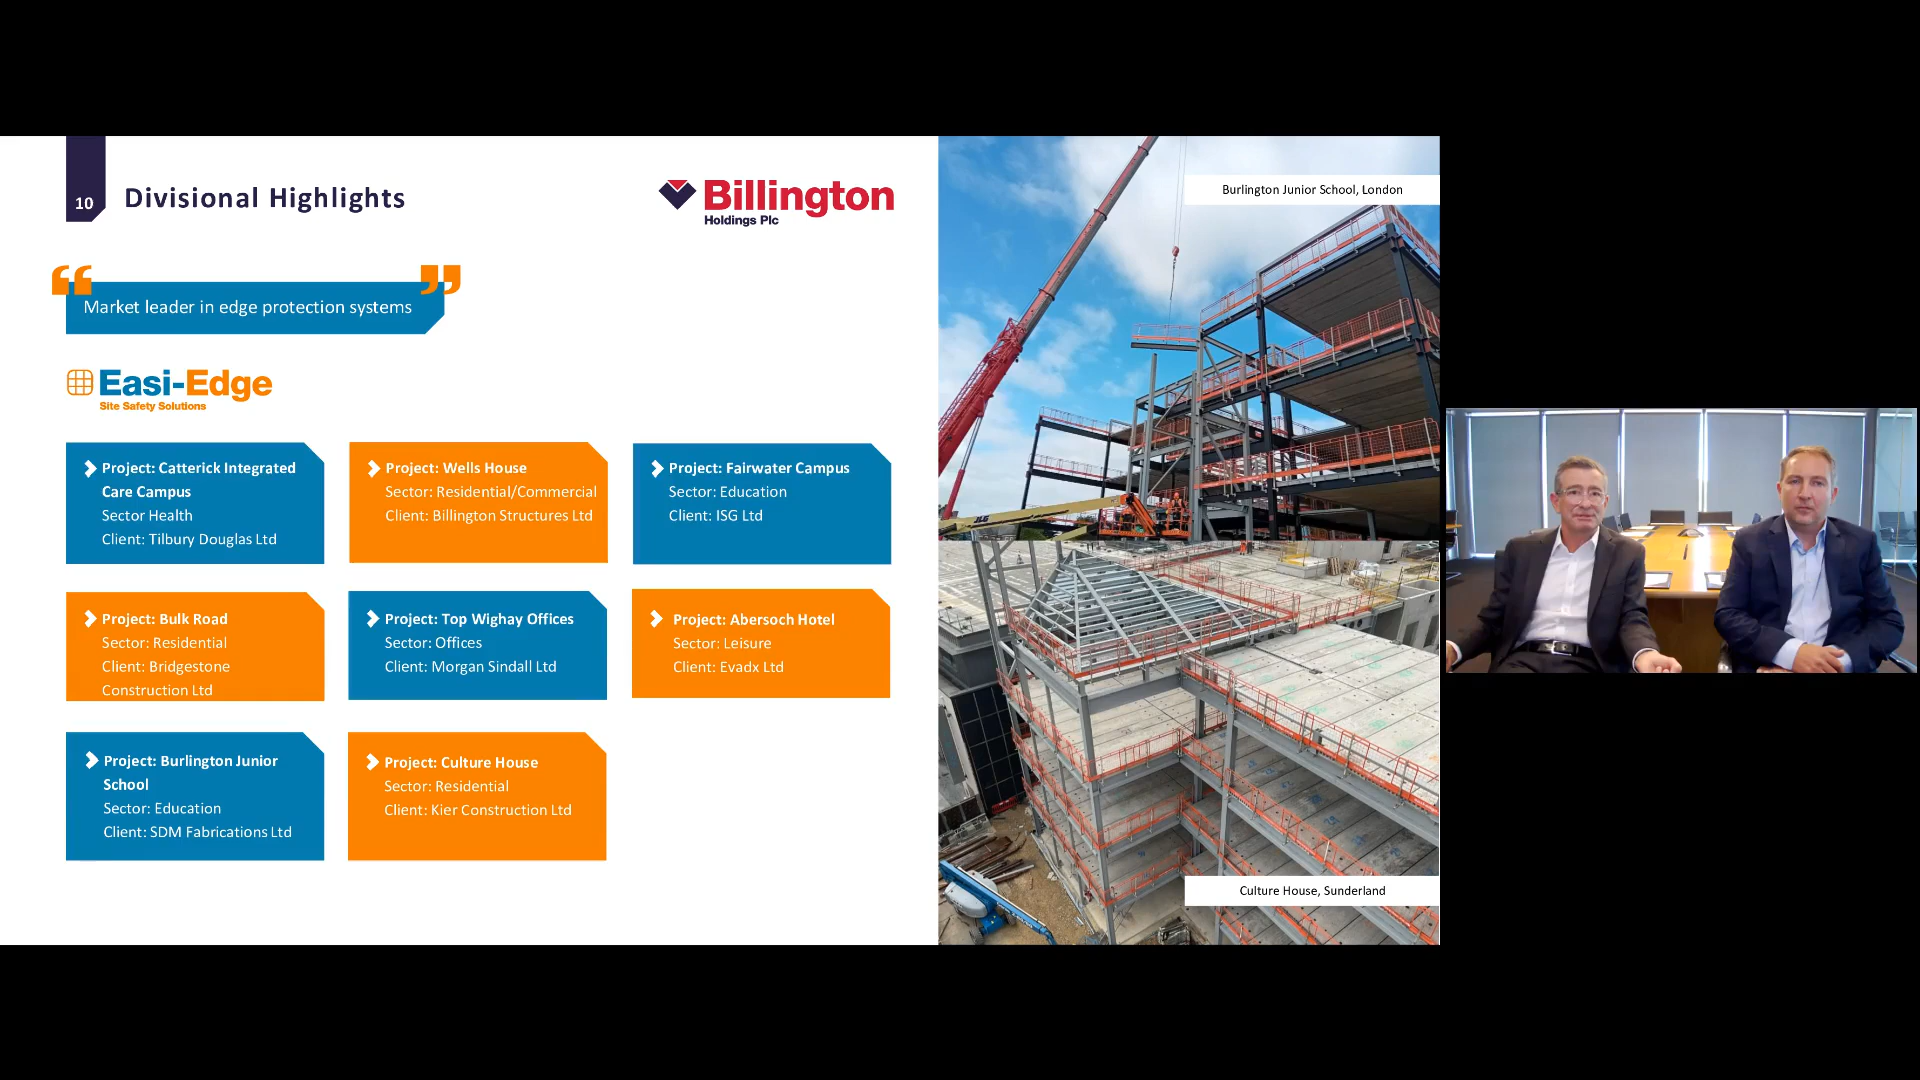 10
Divisional Highlights
Billington
Holdings Plc
Market leader in edge protection systems
Easi-Edge
Site Safety Solutions
Project: Catterick Integrated
Care Campus
Sector Health
Client: Tilbury Douglas Ltd
Project: Wells House
Sector: Residential/Commercial
Client: Billington Structures Ltd
Project: Fairwater Campus
Sector: Education
Client: ISG Ltd
Project: Bulk Road
Sector: Residential
Client: Bridgestone
Construction Ltd
Project: Top Wighay Offices
Sector: Offices
Client: Morgan Sindall Ltd
Project: Abersoch Hotel
Sector: Leisure
Client: Evadx Ltd
Project: Burlington Junior
School
Sector: Education
Client: SDM Fabrications Ltd
Project: Culture House
Sector: Residential
Client: Kier Construction Ltd
Burlington Junior School, London
Culture House, Sunderland